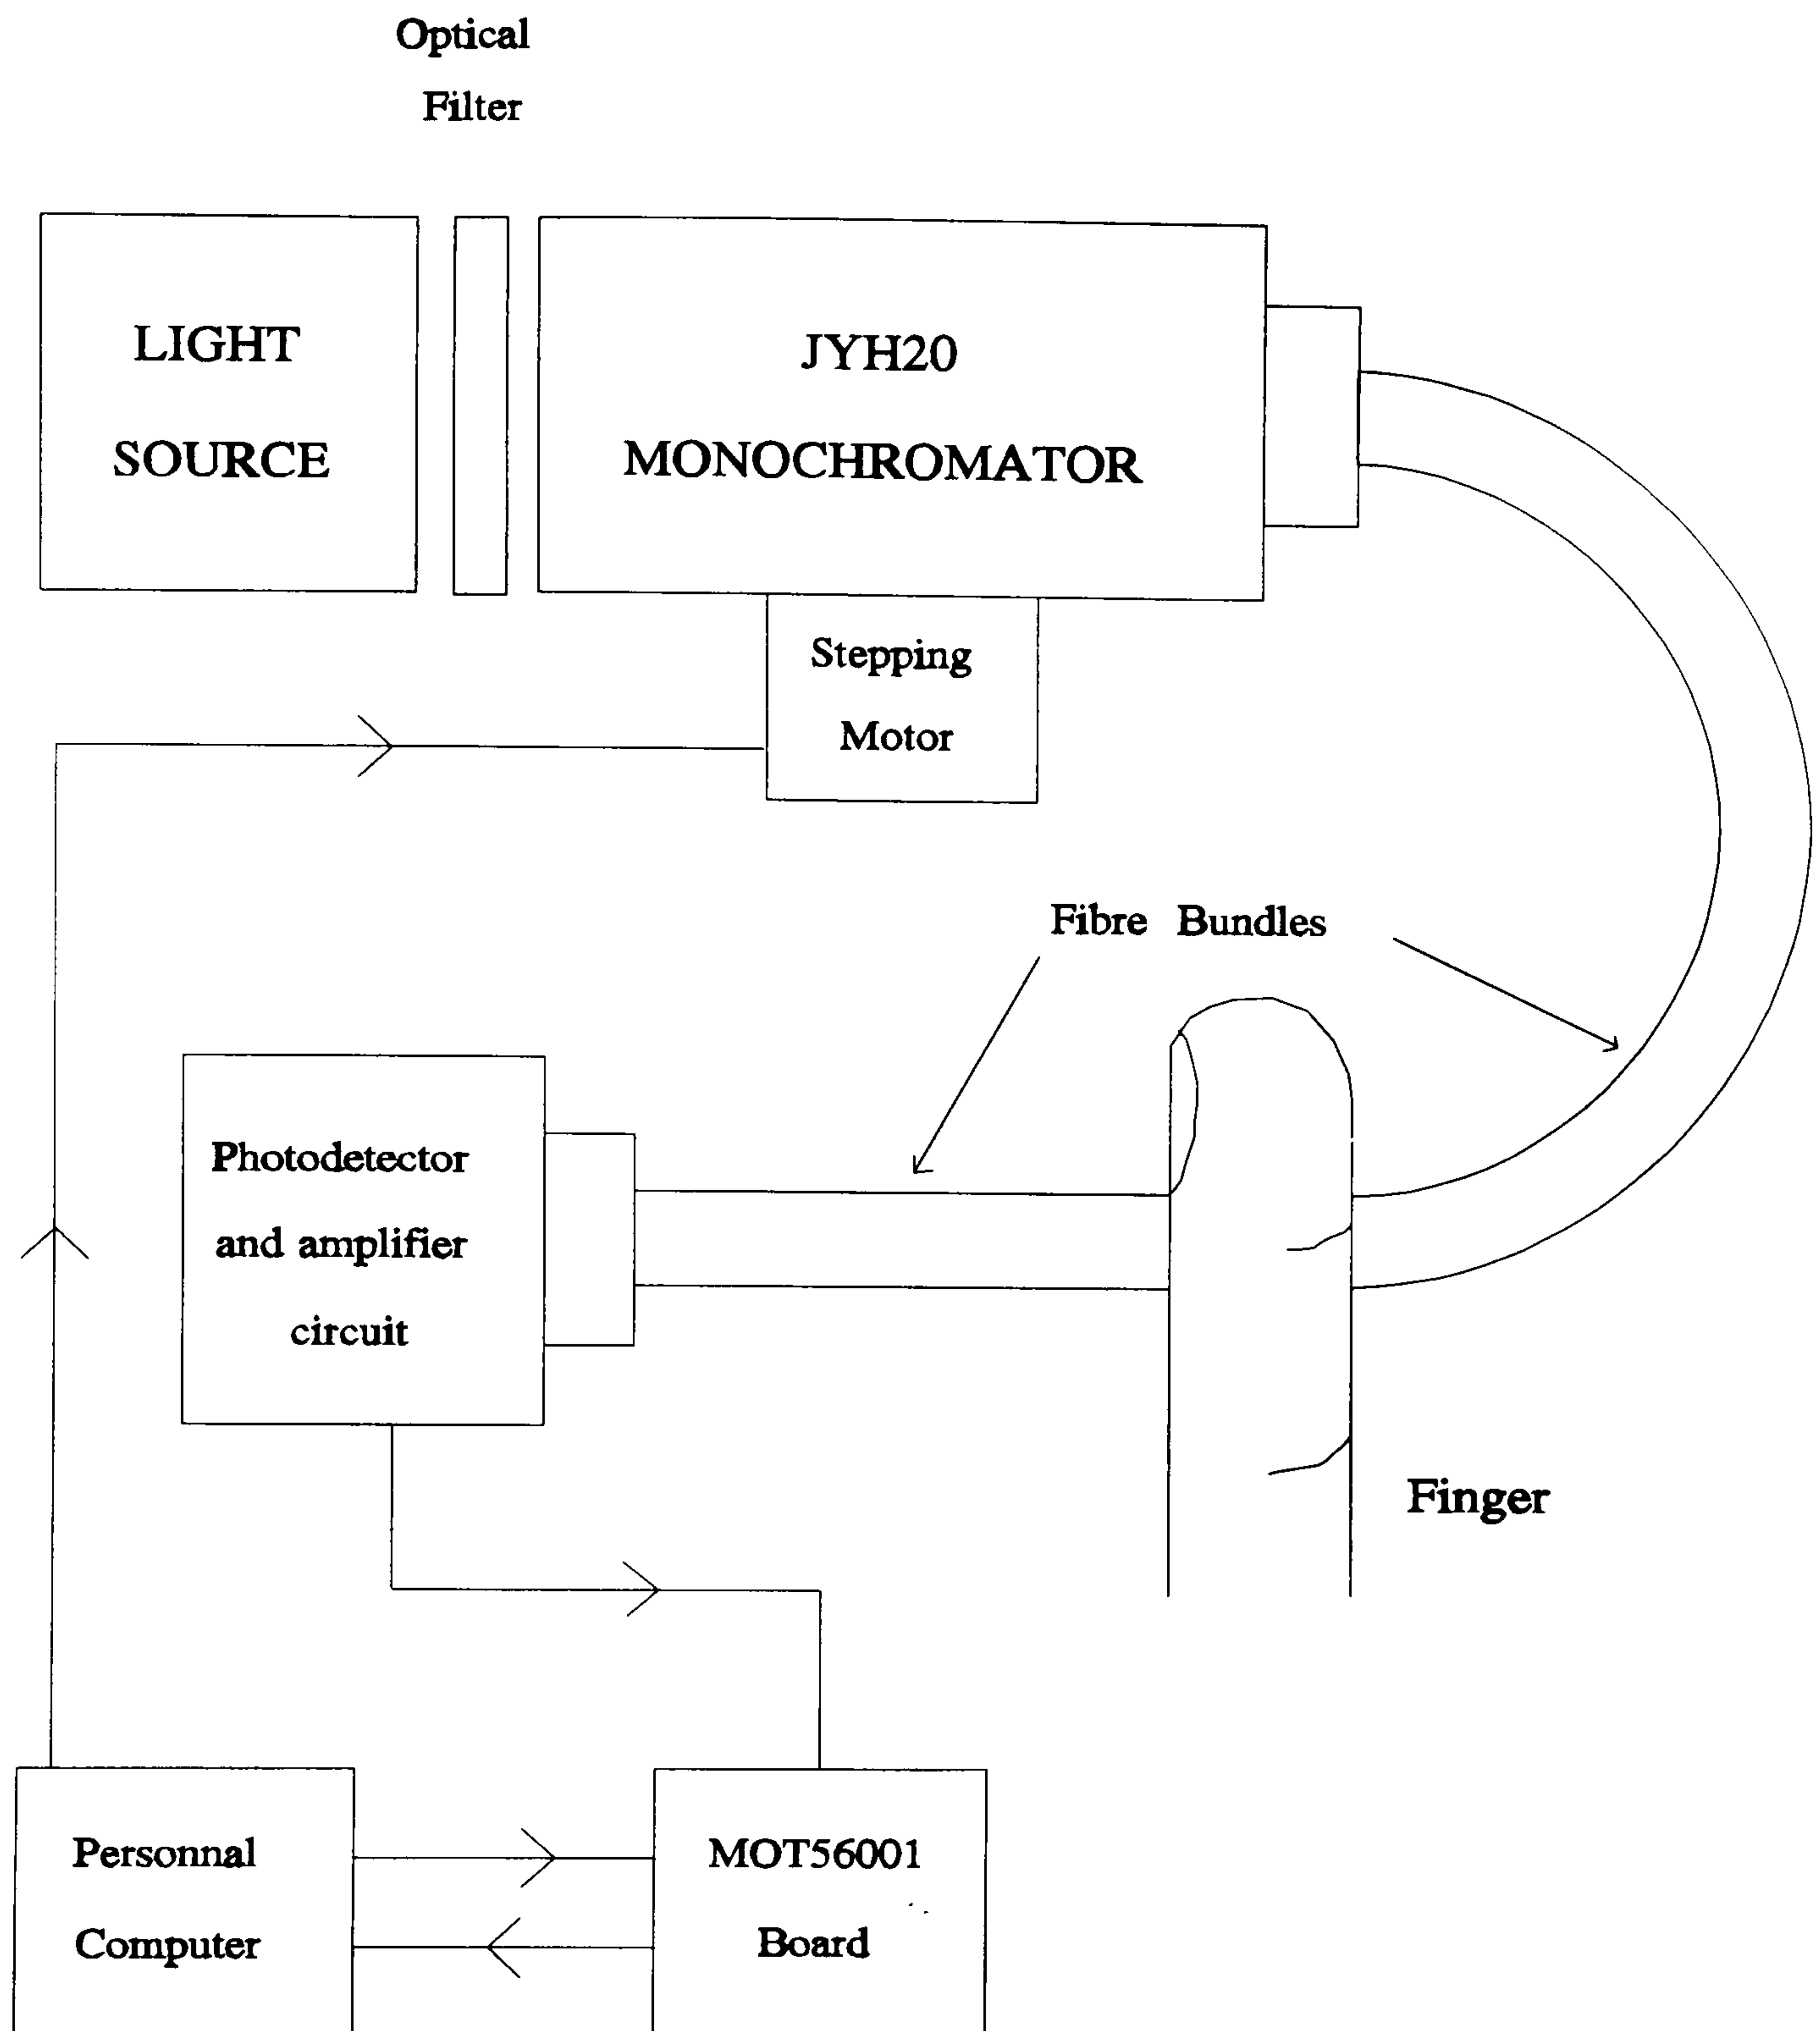 Optical
Filter
LIGHT
SOURCE
JYH20
MONOCHROMATOR
Stepping
Motor
Fibre Bundles
Photodetector
and amplifier
circuit
Finger
Personnal
Computer
MOT56001
Board